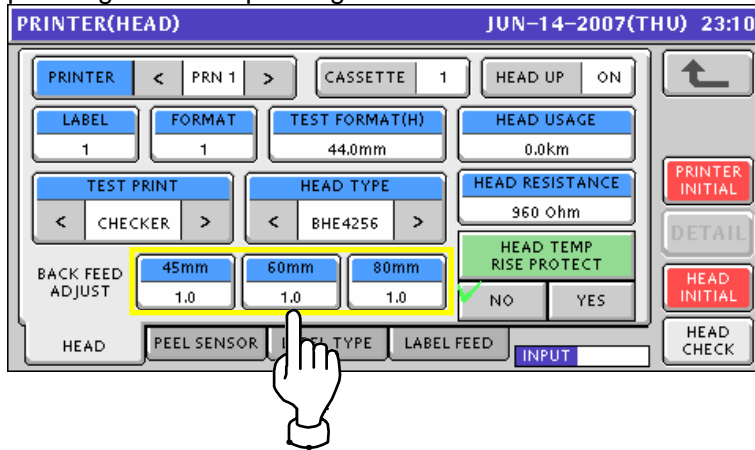 PRINTER(HEAD) JUN-14-2007(THU) 23:10
PRINTER < PRN 1 > CASSETTE 1 HEAD UP ON
LABEL FORMAT TEST FORMAT(H) HEAD USAGE
1 1 44.0mm 0.0km
TEST PRINT HEAD TYPE HEAD RESISTANCE
< CHECKER > < BHE4256 > 960 Ohm
PRINTER
INITIAL
DETAIL
HEAD TEMP
RISE PROTECT
NO YES
BACK FEED
ADJUST
45mm 60mm 80mm
1.0 1.0 1.0
HEAD
INITIAL
HEAD PEEL SENSOR TYPE LABEL FEED INPUT
HEAD
CHECK